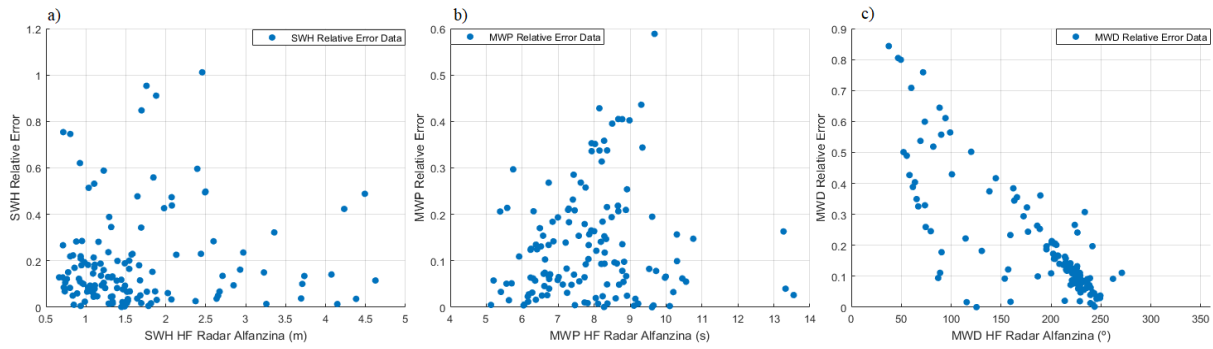 a)
SWH Relative Error Data
SWH Relative Error
1.2
1
0.8
0.6
0.4
0.2
0
0.5 1 1.5 2 2.5 3 3.5 4 4.5 5
SWH HF Radar Alfanzina (m)
b)
MWP Relative Error Data
MWP Relative Error
0.6
0.5
0.4
0.3
0.2
0.1
0
4 5 6 7 8 9 10 11 12 13 14
MWP HF Radar Alfanzina (s)
c)
MWD Relative Error Data
MWD Relative Error
0.9
0.8
0.7
0.6
0.5
0.4
0.3
0.2
0.1
0
0 50 100 150 200 250 300 350
MWD HF Radar Alfanzina (º)